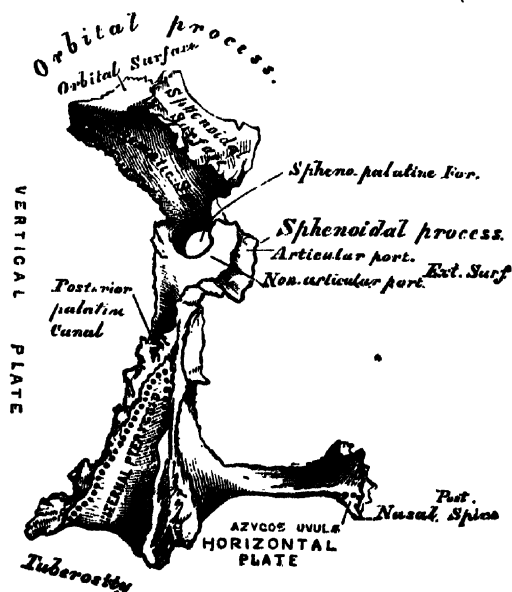 Orbital process.
Orbital Surface
Sphenoidal
Spheno. palatine For.
Sphenoidal process.
Articular port.
Non. articular port.
Ext. Surf
Posterior
palatin
Canal
VERTICAL PLATE
AZYGOS UVULÆ
HORIZONTAL
PLATE
Post.
Nasal. Spine
Tuberosity